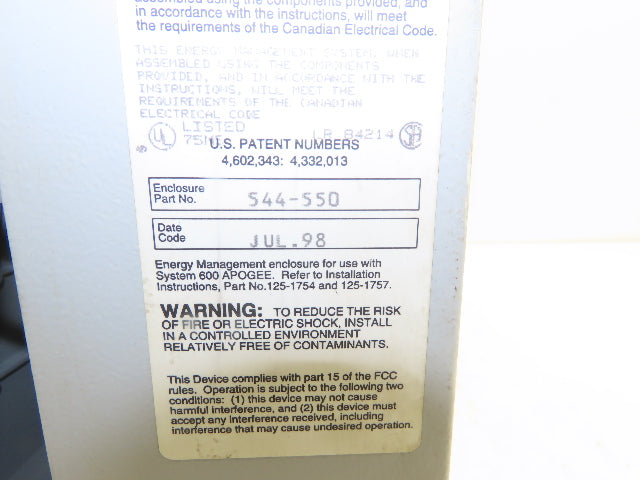 assembled using the components provided, and
in accordance with the instructions, will meet
the requirements of the Canadian Electrical Code.
THIS ENERGY MANAGEMENT SYSTEM, WHEN
ASSEMBLED USING THE COMPONENTS
PROVIDED, AND IN ACCORDANCE WITH THE
INSTRUCTIONS, WILL MEET THE
REQUIREMENTS OF THE CANADIAN
ELECTRICAL CODE
UL LISTED LR 84214
U.S. PATENT NUMBERS
4,602,343: 4,332,013
Enclosure
Part No. 544-550
Date
Code JUL.98
Energy Management enclosure for use with
System 600 APOGEE. Refer to Installation
Instructions, Part No.125-1754 and 125-1757.
WARNING: TO REDUCE THE RISK
OF FIRE OR ELECTRIC SHOCK, INSTALL
IN A CONTROLLED ENVIRONMENT
RELATIVELY FREE OF CONTAMINANTS.
This Device complies with part 15 of the FCC
rules. Operation is subject to the following two
conditions: (1) this device may not cause
harmful interference, and (2) this device must
accept any interference received, including
interference that may cause undesired operation.